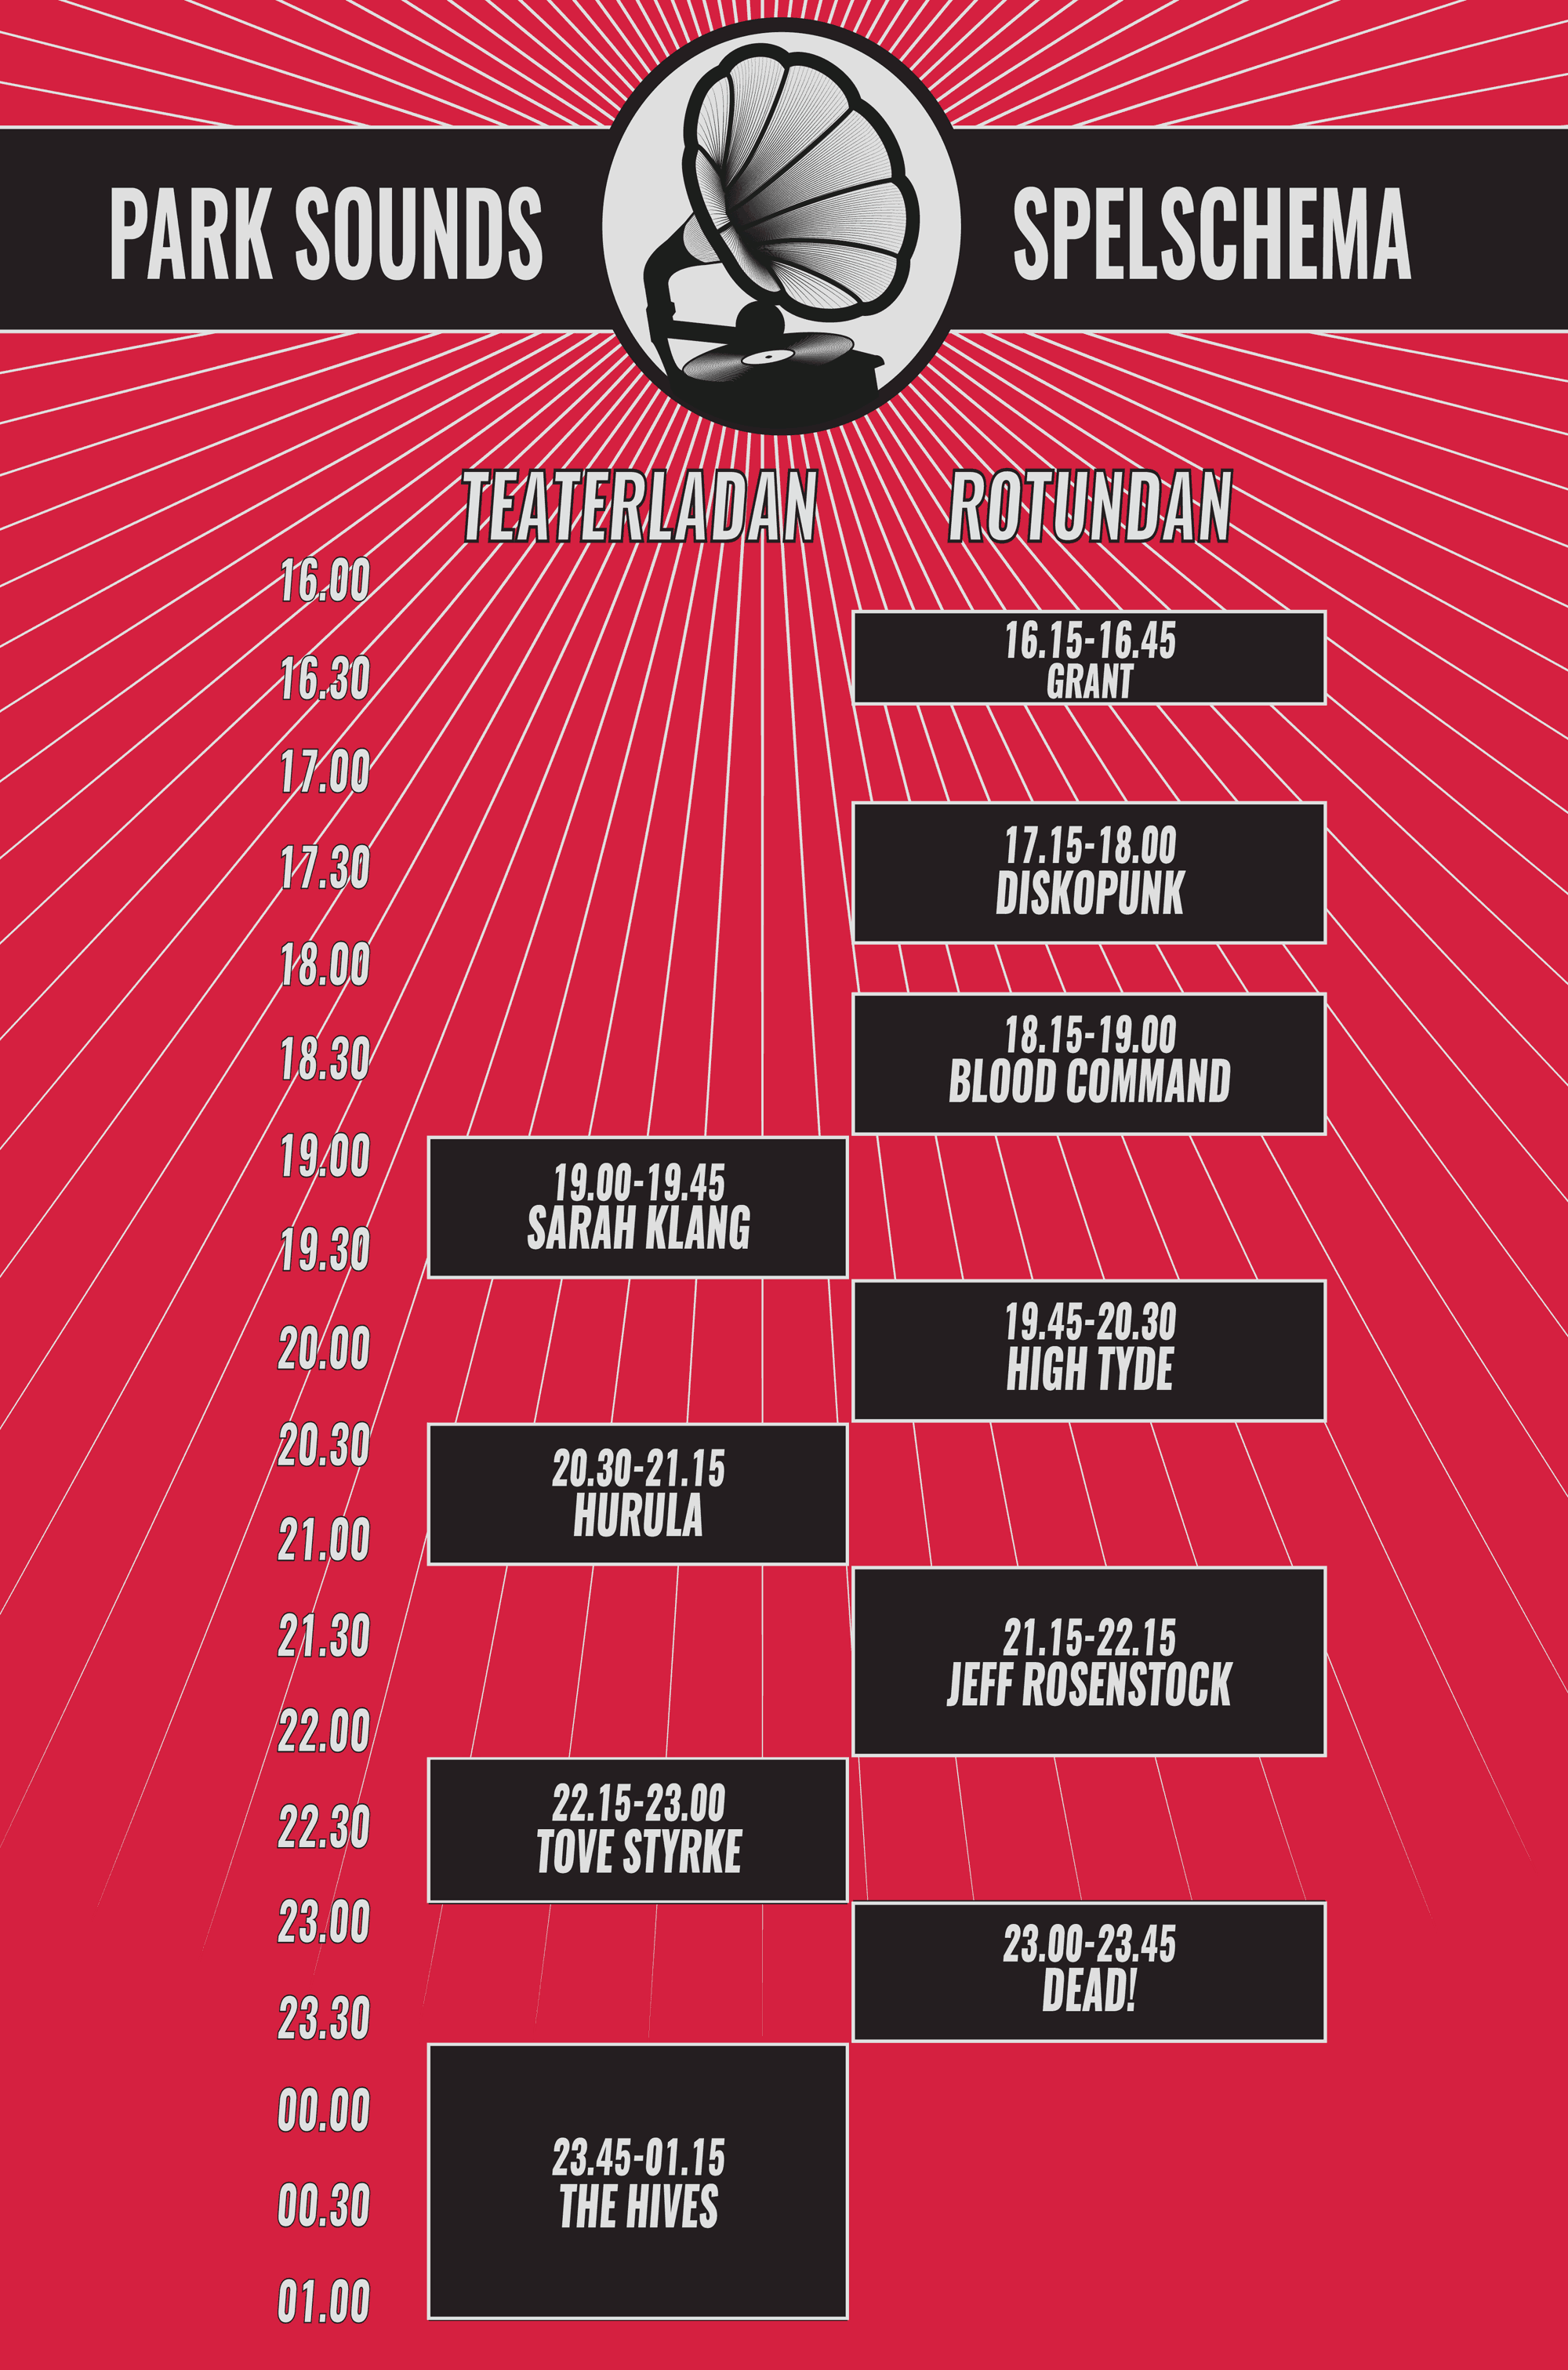 PARK SOUNDS
SPELSCHEMA
TEATERLADAN
ROTUNDAN
16.00
16.15-16.45
GRANT
16.30
17.00
17.15-18.00
DISKOPUNK
17.30
18.00
18.15-19.00
BLOOD COMMAND
18.30
19.00
19.00-19.45
SARAH KLANG
19.30
19.45-20.30
HIGH TYDE
20.00
20.30
20.30-21.15
HURULA
21.00
21.15-22.15
JEFF ROSENSTOCK
21.30
22.00
22.15-23.00
TOVE STYRKE
22.30
23.00
23.00-23.45
DEAD!
23.30
00.00
23.45-01.15
THE HIVES
00.30
01.00